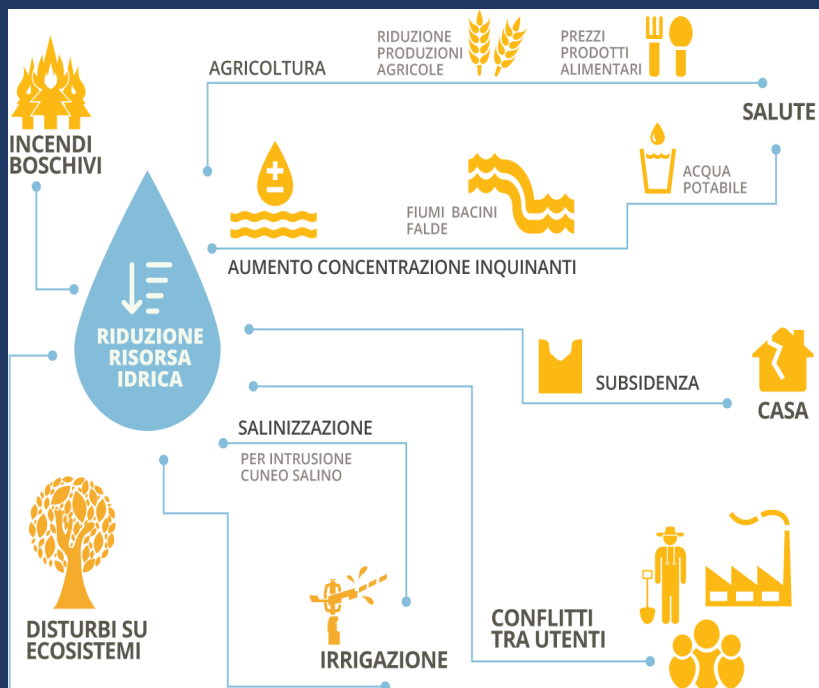 AGRICOLTURA
RIDUZIONE
PRODUZIONI
AGRICOLE
PREZZI
PRODOTTI
ALIMENTARI
SALUTE
INCENDI
BOSCHIVI
ACQUA
POTABILE
FIUMI BACINI
FALDE
AUMENTO CONCENTRAZIONE INQUINANTI
RIDUZIONE
RISORSA
IDRICA
SUBSIDENZA
CASA
SALINIZZAZIONE
PER INTRUSIONE
CUNEO SALINO
DISTURBI SU
ECOSISTEMI
IRRIGAZIONE
CONFLITTI
TRA UTENTI